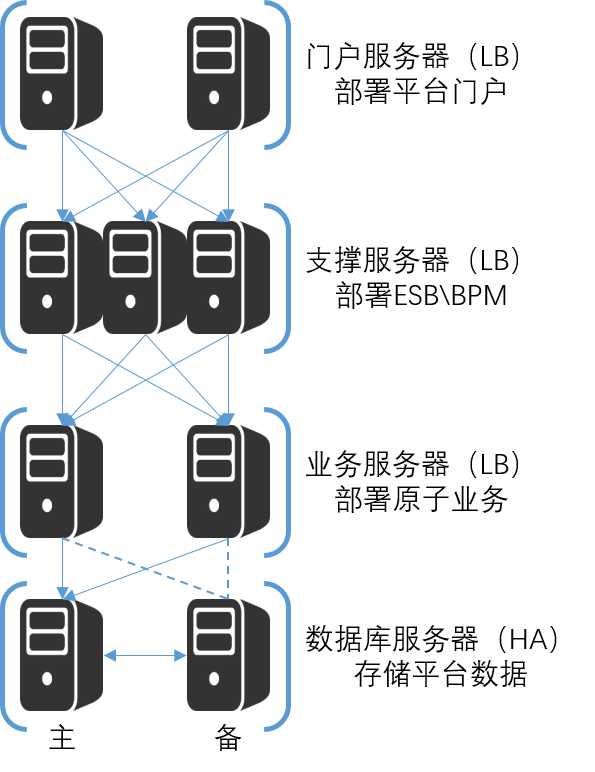 门户服务器（LB）
部署平台门户
支撑服务器（LB）
部署ESB\BPM
业务服务器（LB）
部署原子业务
数据库服务器（HA）
存储平台数据
主
备